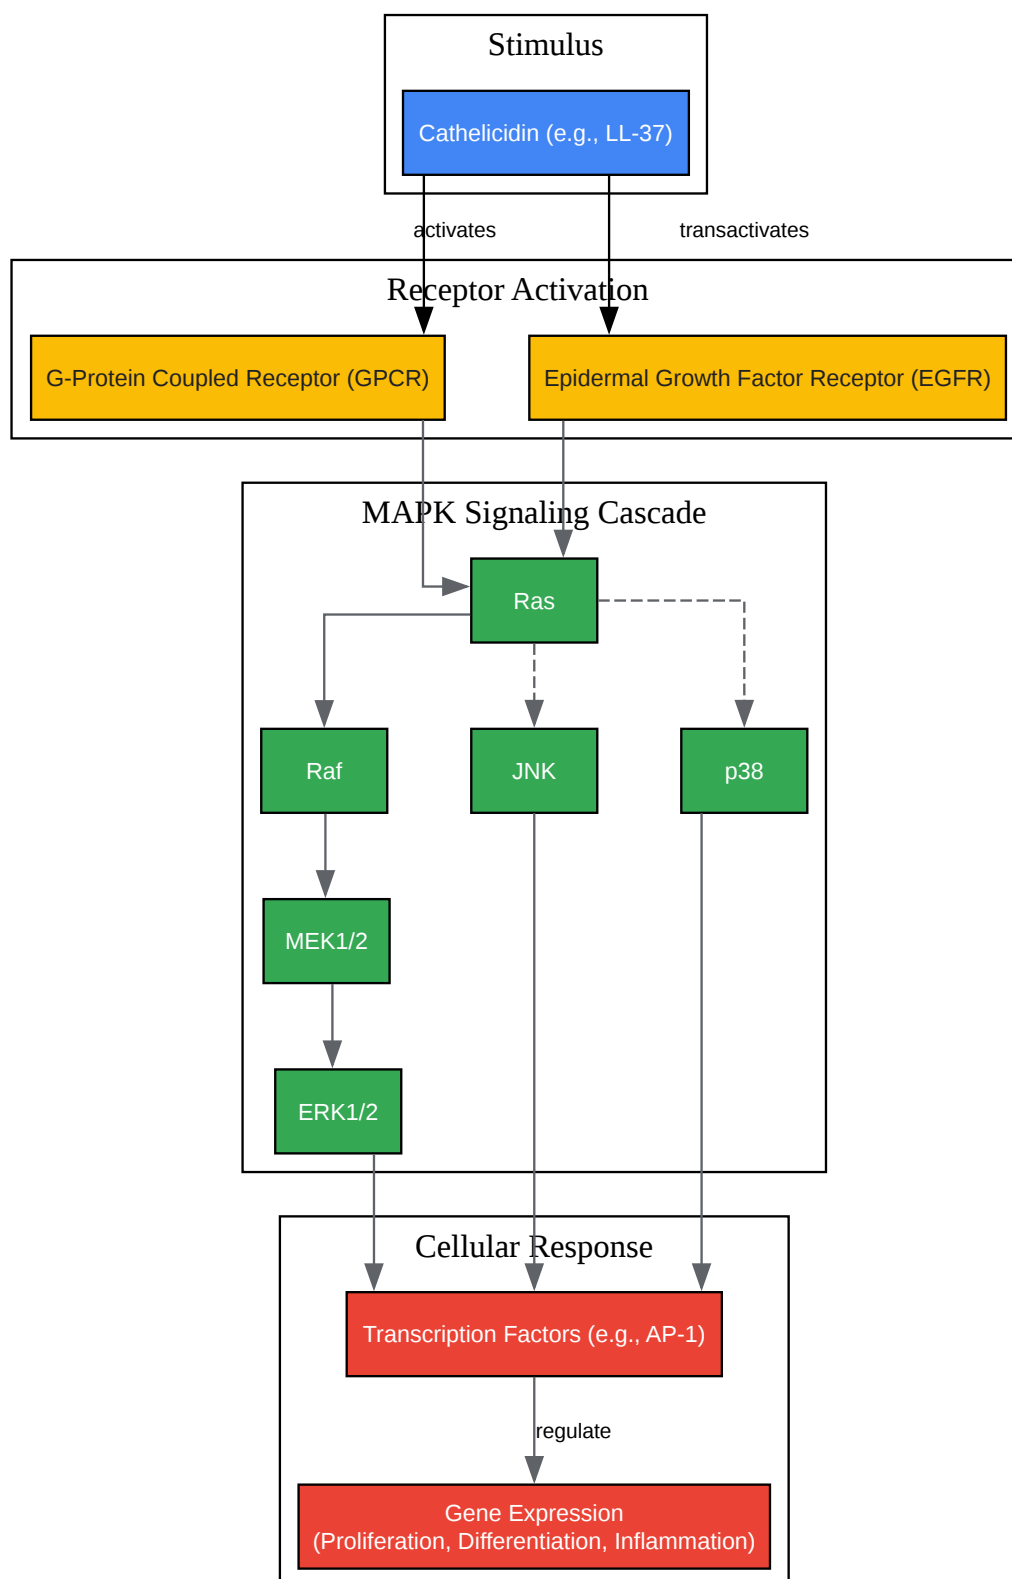 Stimulus
Cathelicidin (e.g., LL-37)
activates
transactivates
Receptor Activation
G-Protein Coupled Receptor (GPCR)
Epidermal Growth Factor Receptor (EGFR)
MAPK Signaling Cascade
Ras
Raf
JNK
p38
MEK1/2
ERK1/2
Cellular Response
Transcription Factors (e.g., AP-1)
regulate
Gene Expression
(Proliferation, Differentiation, Inflammation)